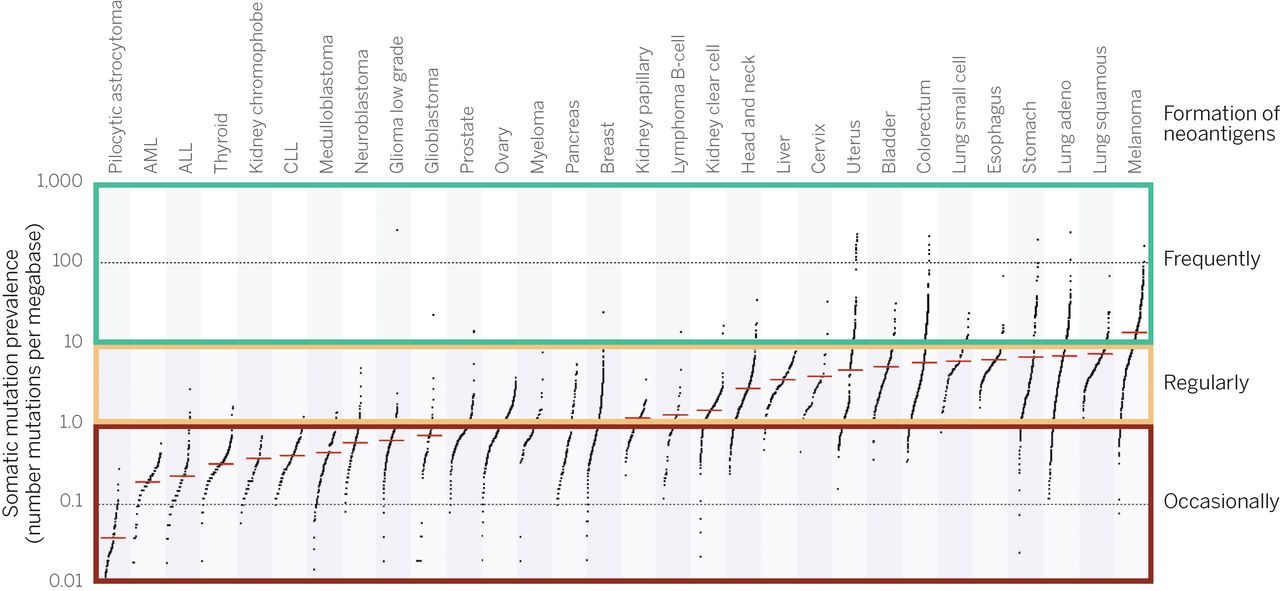 Pilocytic astrocytoma
AML
ALL
Thyroid
Kidney chromophobe
CLL
Medulloblastoma
Neuroblastoma
Glioma low grade
Glioblastoma
Prostate
Ovary
Myeloma
Pancreas
Breast
Kidney papillary
Lymphoma B-cell
Kidney clear cell
Head and neck
Liver
Cervix
Uterus
Bladder
Colorectum
Lung small cell
Esophagus
Stomach
Lung adeno
Lung squamous
Melanoma
Formation of
neoantigens
Somatic mutation prevalence
(number mutations per megabase)
1,000
100
10
1.0
0.1
0.01
Frequently
Regularly
Occasionally